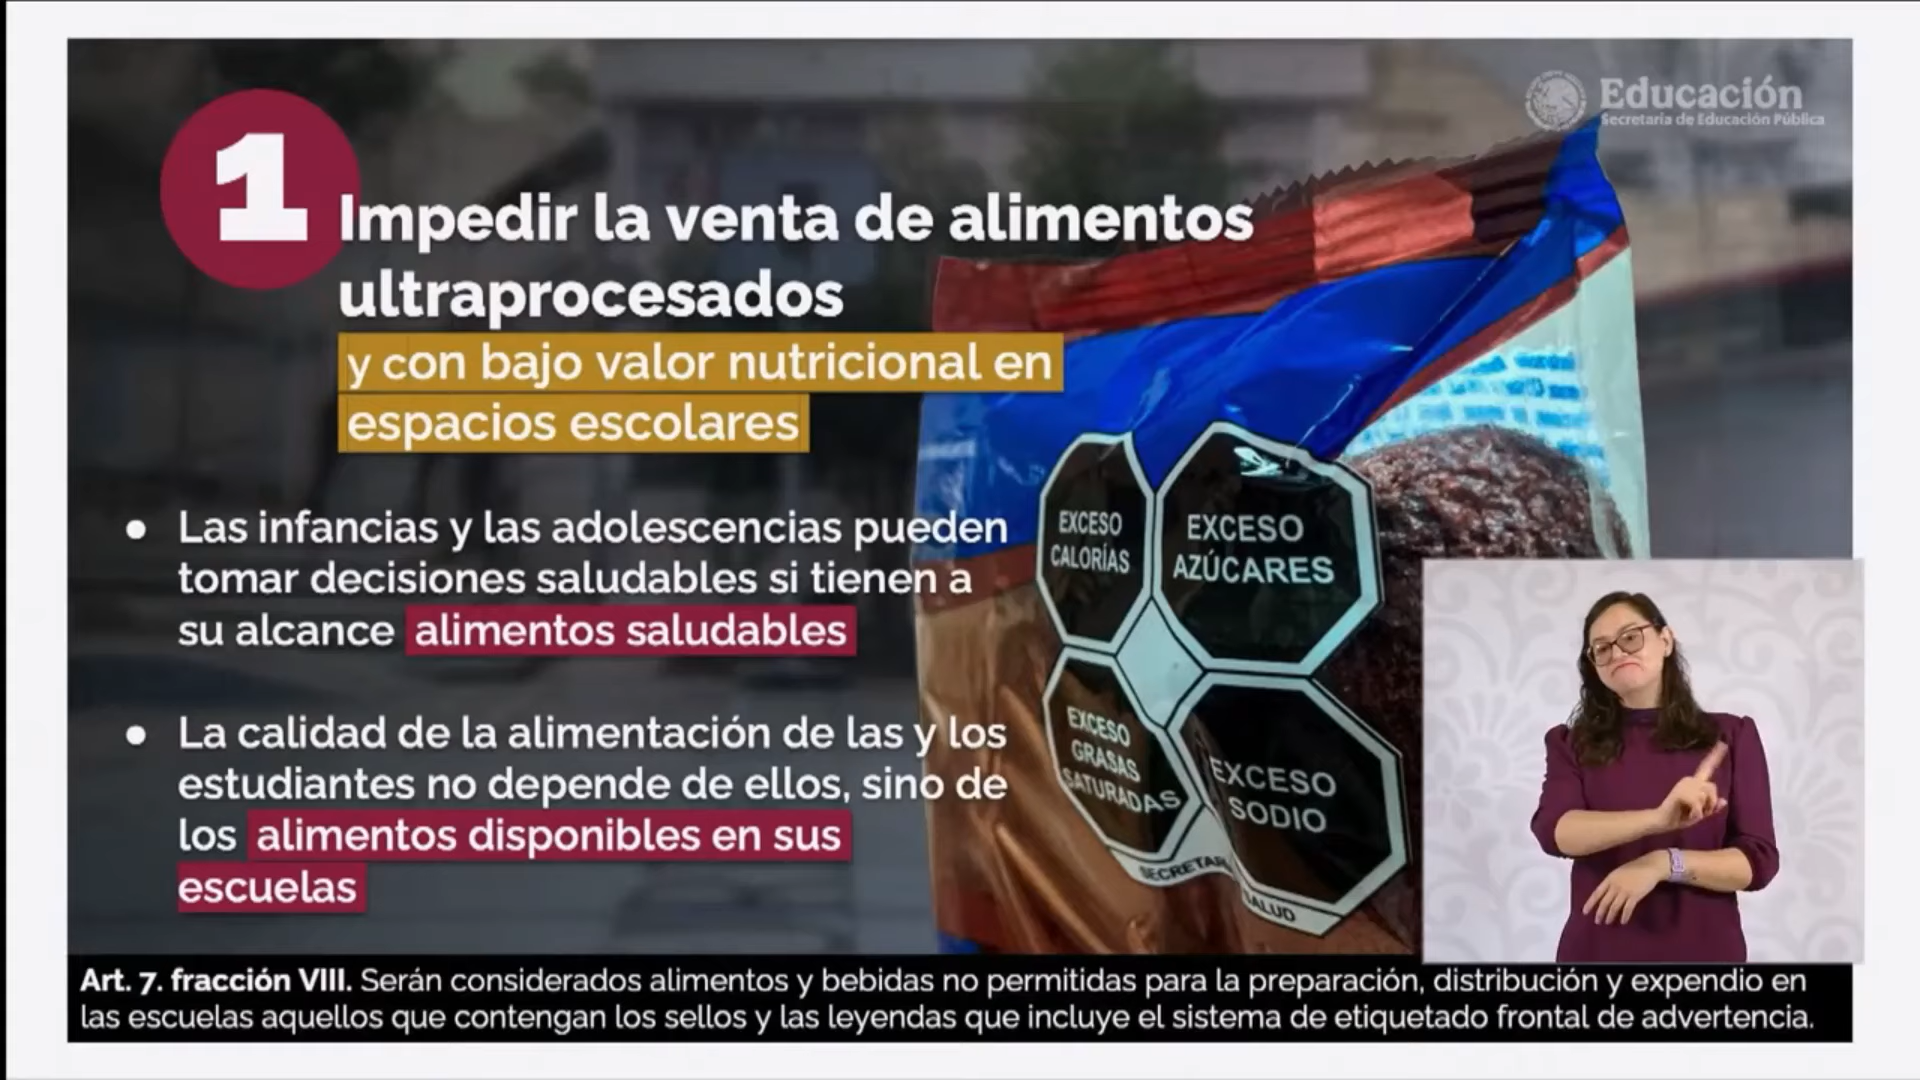 Educación
Secretaría de Educación Pública
1
Impedir la venta de alimentos
ultraprocesados
y con bajo valor nutricional en
espacios escolares
• Las infancias y las adolescencias pueden
tomar decisiones saludables si tienen a
su alcance alimentos saludables
• La calidad de la alimentación de las y los
estudiantes no depende de ellos, sino de
los alimentos disponibles en sus
escuelas
EXCESO
CALORÍAS
EXCESO
AZÚCARES
EXCESO
GRASAS
SATURADAS
EXCESO
SODIO
Art. 7. fracción VIII. Serán considerados alimentos y bebidas no permitidas para la preparación, distribución y expendio en
las escuelas aquellos que contengan los sellos y las leyendas que incluye el sistema de etiquetado frontal de advertencia.